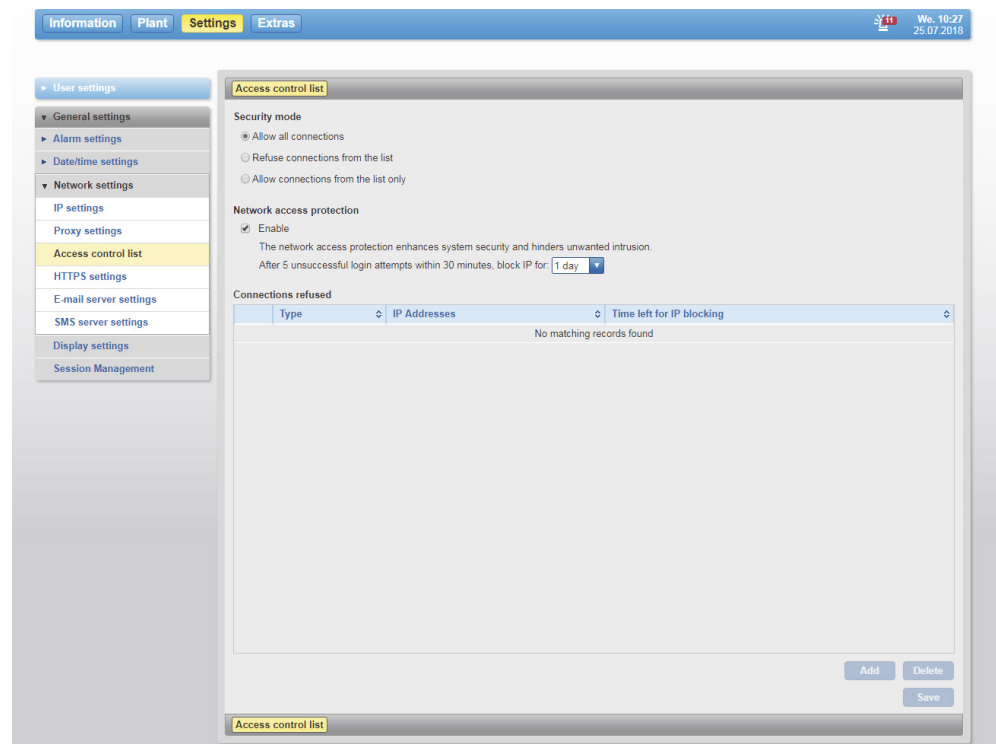 Information Plant Settings Extras
11 We. 10:27
25.07.2018
User settings
General settings
Alarm settings
Date/time settings
Network settings
IP settings
Proxy settings
Access control list
HTTPS settings
E-mail server settings
SMS server settings
Display settings
Session Management
Access control list
Security mode
Allow all connections
Refuse connections from the list
Allow connections from the list only
Network access protection
Enable
The network access protection enhances system security and hinders unwanted intrusion.
After 5 unsuccessful login attempts within 30 minutes, block IP for: 1 day
Connections refused
Type IP Addresses Time left for IP blocking
No matching records found
Add Delete
Save
Access control list